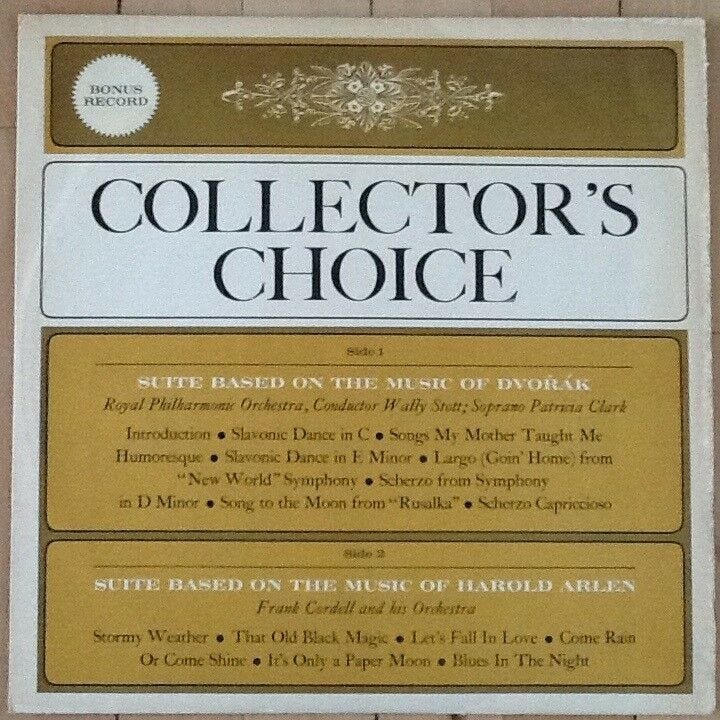 BONUS
RECORD
COLLECTOR'S
CHOICE
Side 1
SUITE BASED ON THE MUSIC OF DVOŘÁK
Royal Philharmonic Orchestra, Conductor Wally Stott; Soprano Patricia Clark
Introduction • Slavonic Dance in C • Songs My Mother Taught Me
Humoresque • Slavonic Dance in E Minor • Largo (Goin' Home) from
"New World" Symphony • Scherzo from Symphony
in D Minor • Song to the Moon from "Rusalka" • Scherzo Capriccioso
Side 2
SUITE BASED ON THE MUSIC OF HAROLD ARLEN
Frank Cordell and his Orchestra
Stormy Weather • That Old Black Magic • Let's Fall In Love • Come Rain
Or Come Shine • It's Only a Paper Moon • Blues In The Night